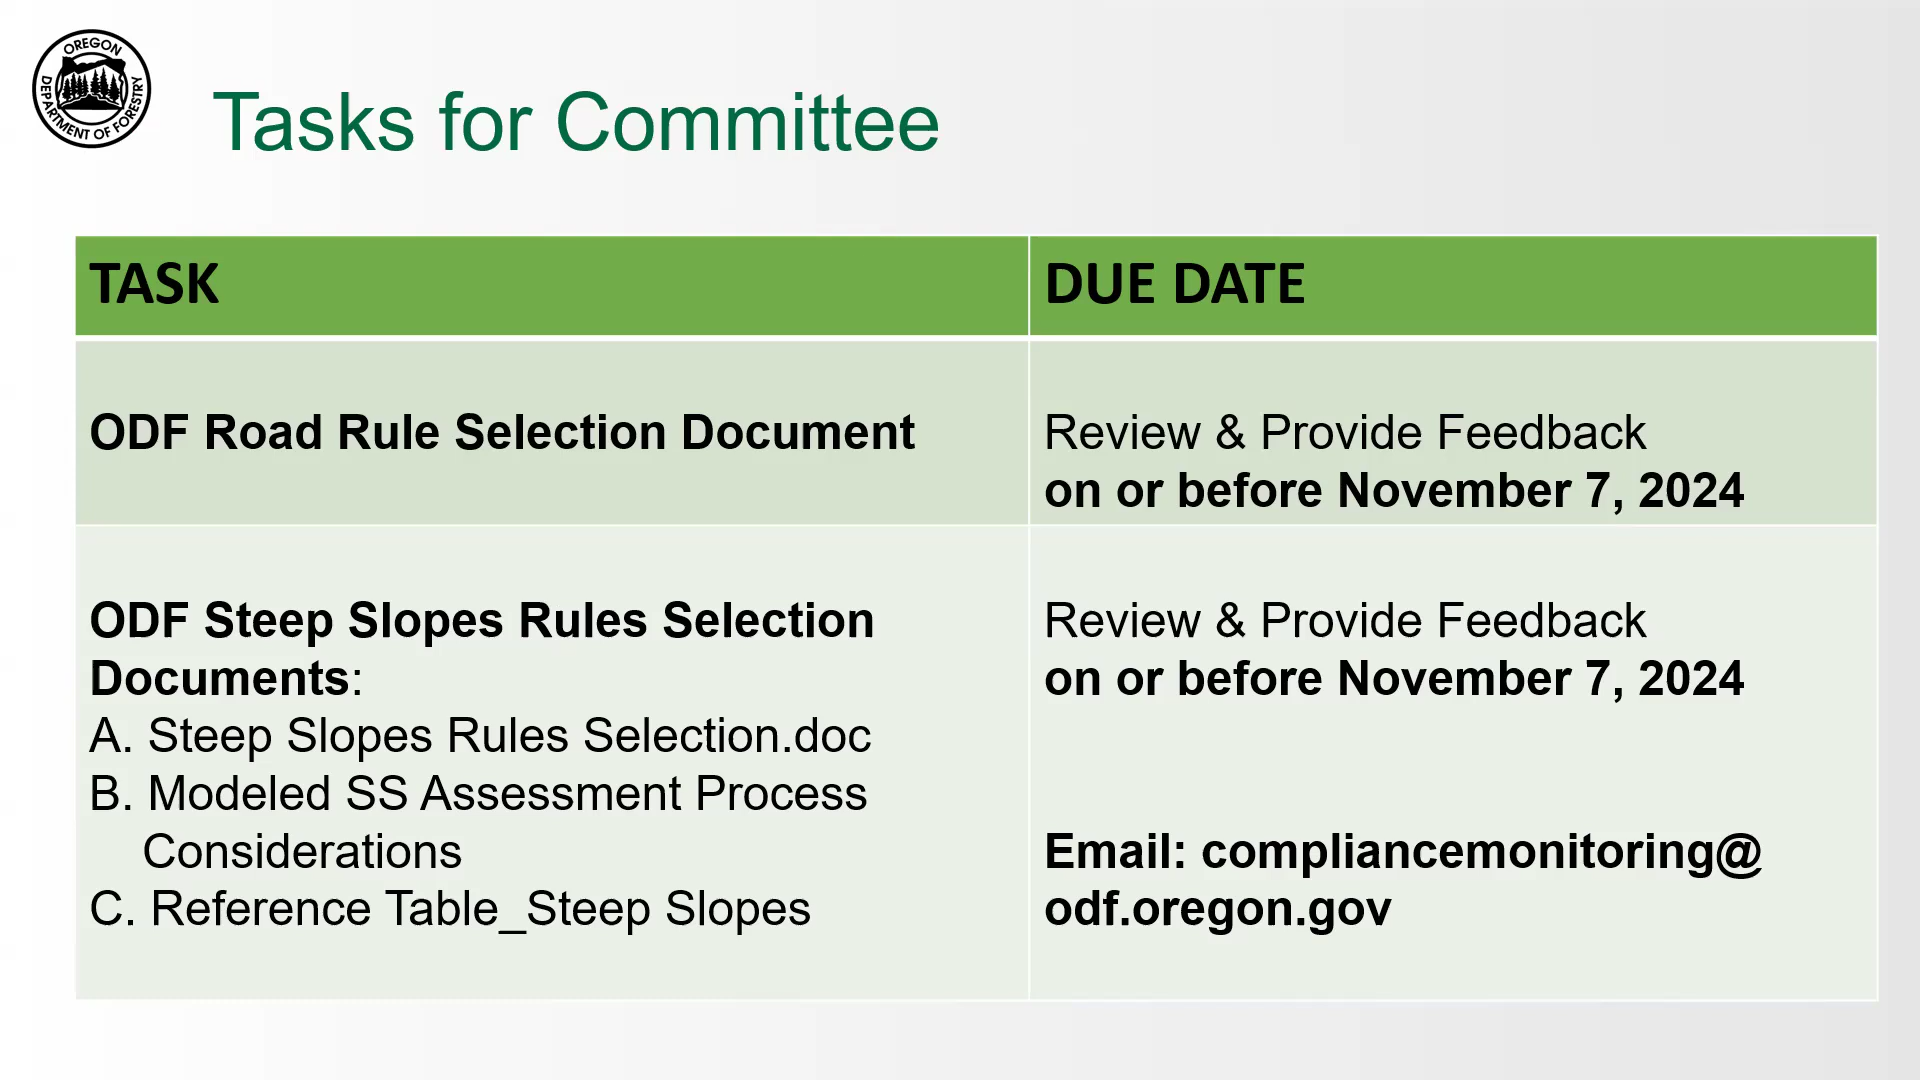 OREGON
DEPARTMENT OF FORESTRY
Tasks for Committee
TASK
DUE DATE
ODF Road Rule Selection Document
Review & Provide Feedback
on or before November 7, 2024
ODF Steep Slopes Rules Selection
Documents:
A. Steep Slopes Rules Selection.doc
B. Modeled SS Assessment Process
Considerations
C. Reference Table_Steep Slopes
Review & Provide Feedback
on or before November 7, 2024
Email: compliancemonitoring@
odf.oregon.gov